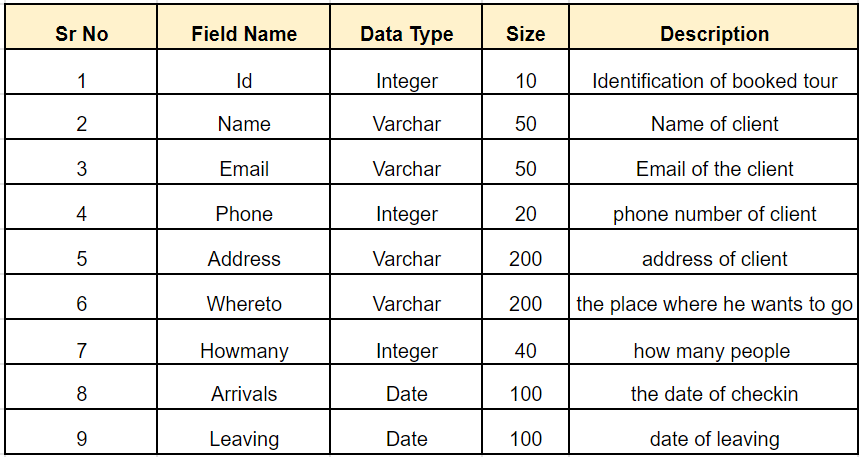 Sr No Field Name Data Type Size Description
1 Id Integer 10 Identification of booked tour
2 Name Varchar 50 Name of client
3 Email Varchar 50 Email of the client
4 Phone Integer 20 phone number of client
5 Address Varchar 200 address of client
6 Whereto Varchar 200 the place where he wants to go
7 Howmany Integer 40 how many people
8 Arrivals Date 100 the date of checkin
9 Leaving Date 100 date of leaving